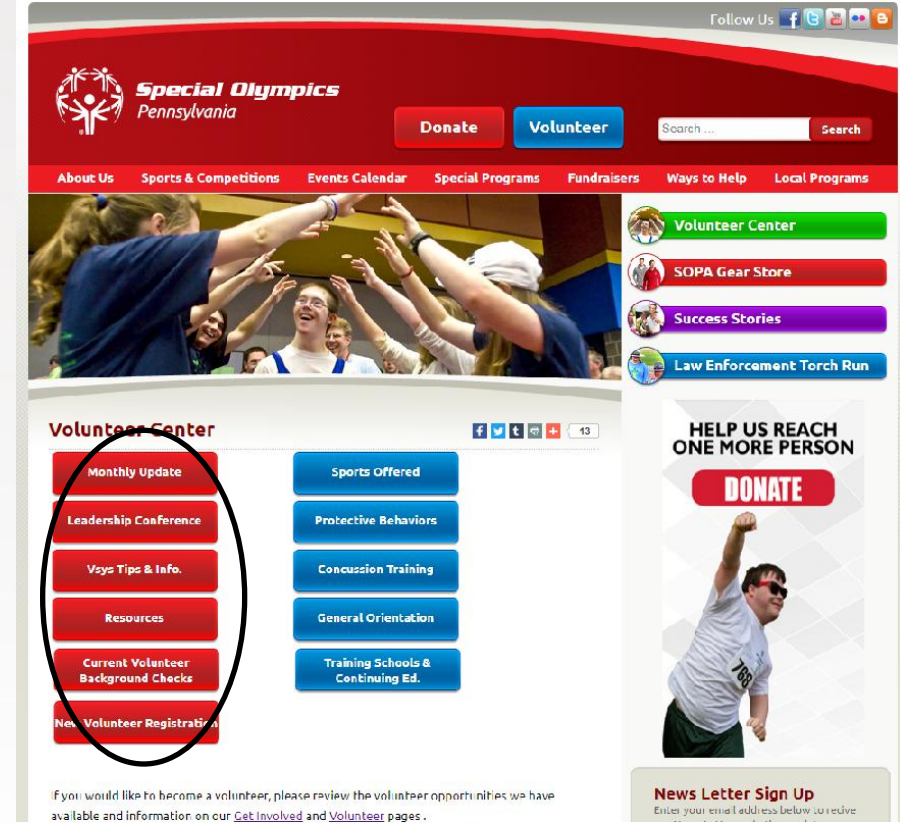 Follow Us
Special Olympics
Pennsylvania
Donate
Volunteer
Search ...
Search
About Us
Sports & Competitions
Events Calendar
Special Programs
Fundraisers
Ways to Help
Local Programs
Volunteer Center
SOPA Gear Store
Success Stories
Law Enforcement Torch Run
Volunteer Center
13
Monthly Update
Leadership Conference
Vsys Tips & Info.
Resources
Current Volunteer
Background Checks
New Volunteer Registration
Sports Offered
Protective Behaviors
Concussion Training
General Orientation
Training Schools &
Continuing Ed.
HELP US REACH
ONE MORE PERSON
DONATE
768
If you would like to become a volunteer, please review the volunteer opportunities we have
available and information on our Get Involved and Volunteer pages .
News Letter Sign Up
Enter your email address below to recive